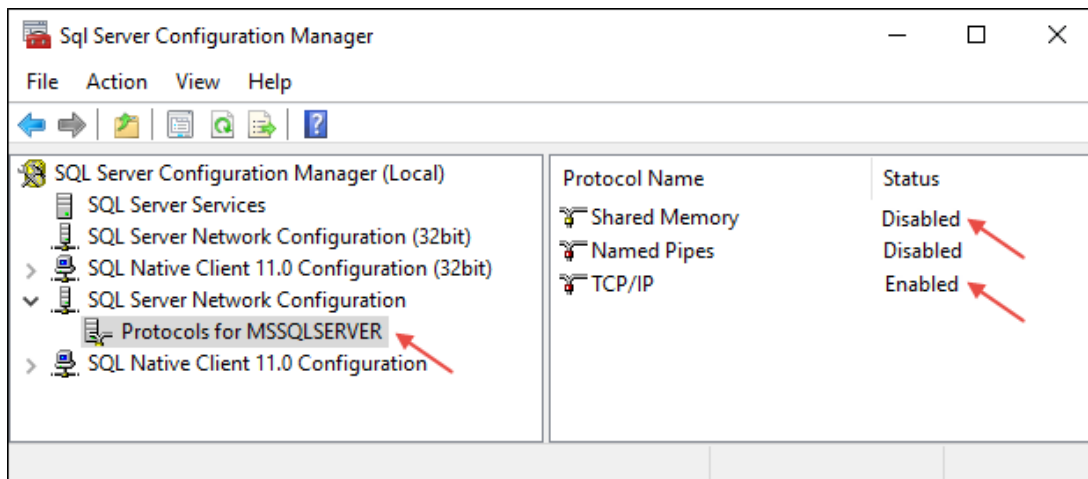 Sql Server Configuration Manager
File Action View Help
SQL Server Configuration Manager (Local)
SQL Server Services
SQL Server Network Configuration (32bit)
SQL Native Client 11.0 Configuration (32bit)
SQL Server Network Configuration
Protocols for MSSQLSERVER
SQL Native Client 11.0 Configuration
Protocol Name Status
Shared Memory Disabled
Named Pipes Disabled
TCP/IP Enabled